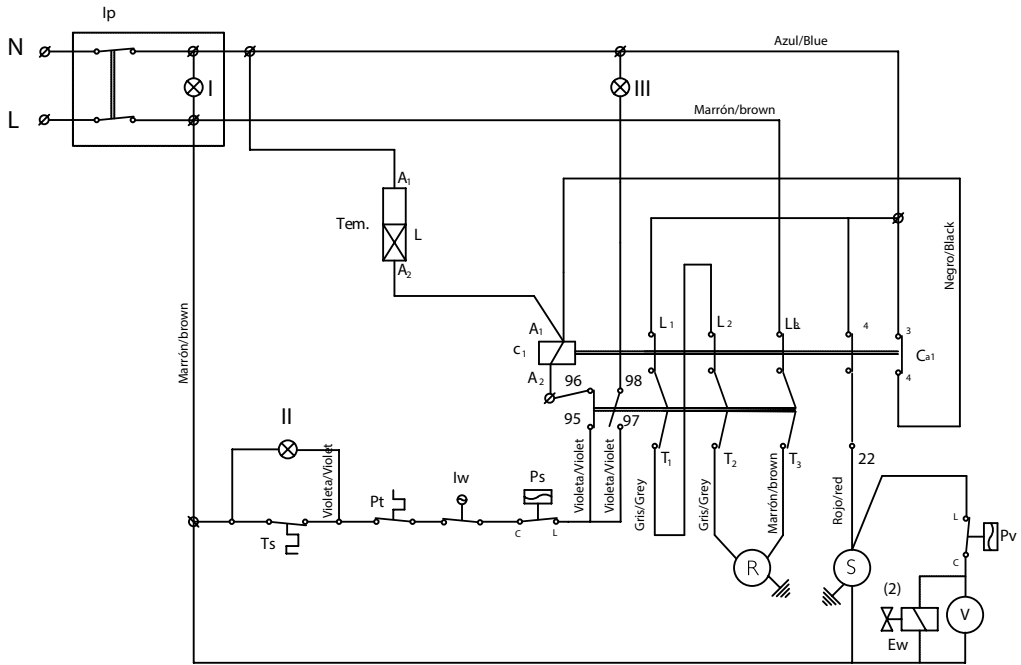 Ip
N
Azul/Blue
I
III
L
Marrón/brown
A1
Tem.
L
A2
Negro/Black
Marrón/brown
L1
L2
L3
4
3
A1
C1
Ca1
A2
96
98
4
95
97
II
Violeta/Violet
Violeta/Violet
Violeta/Violet
T1
T2
T3
22
Gris/Grey
Gris/Grey
Marrón/brown
Rojo/red
Pt
Iw
Ps
Ts
C
L
L
Pv
C
R
S
(2)
V
Ew